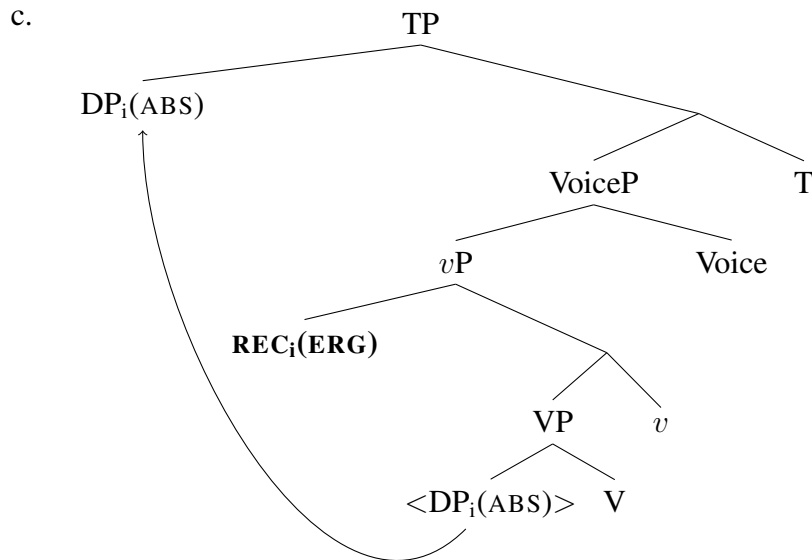 c.
TP
DPi(ABS)
VoiceP T
vP Voice
RECi(ERG)
VP v
<DPi(ABS)> V